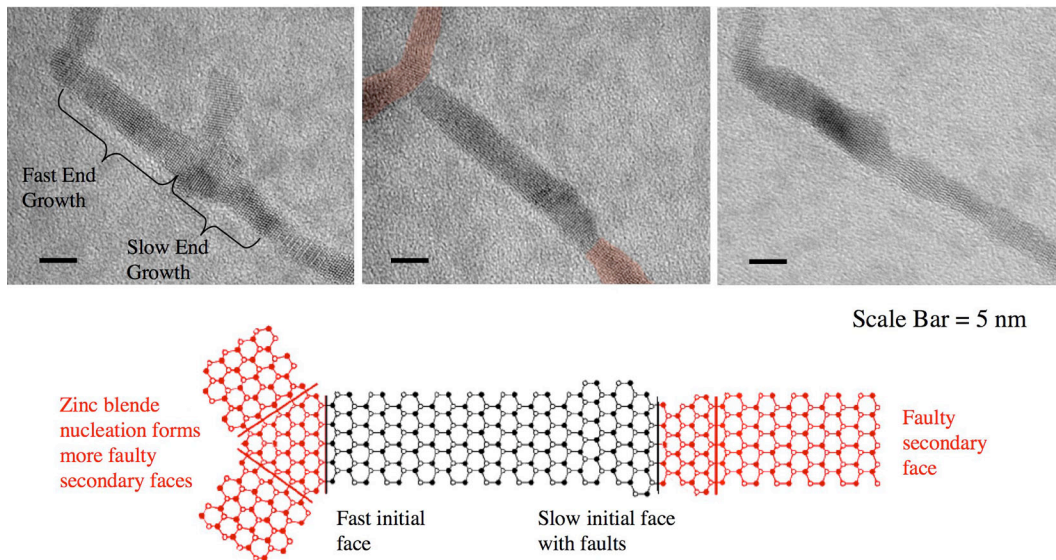 Fast End
Growth
Slow End
Growth
Scale Bar = 5 nm
Zinc blende
nucleation forms
more faulty
secondary faces
Fast initial
face
Slow initial face
with faults
Faulty
secondary
face